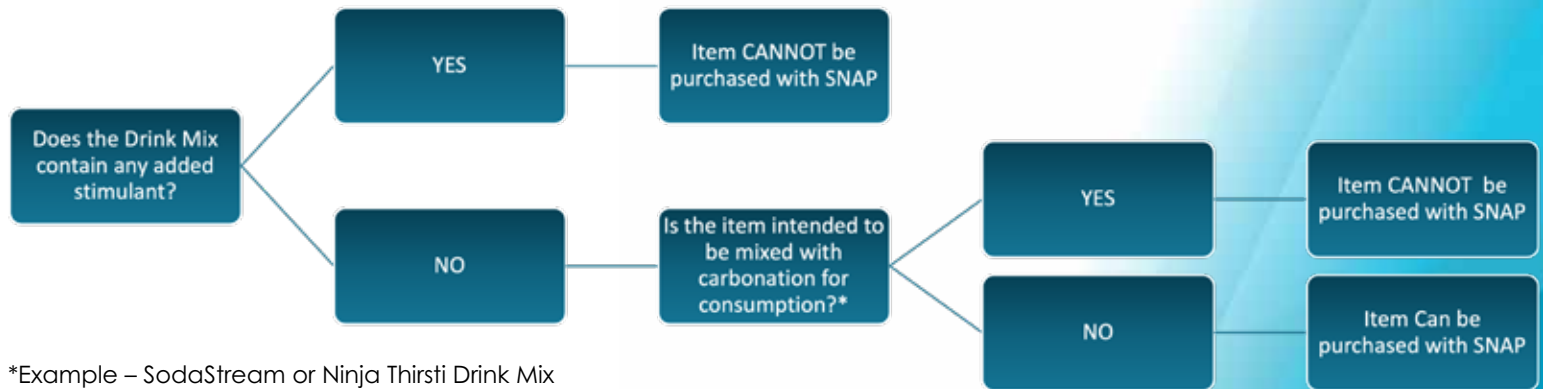 Does the Drink Mix
contain any added
stimulant?
YES
Item CANNOT be
purchased with SNAP
NO
Is the item intended to
be mixed with
carbonation for
consumption?*
YES
Item CANNOT  be
purchased with SNAP
NO
Item Can be
purchased with SNAP
*Example – SodaStream or Ninja Thirsti Drink Mix